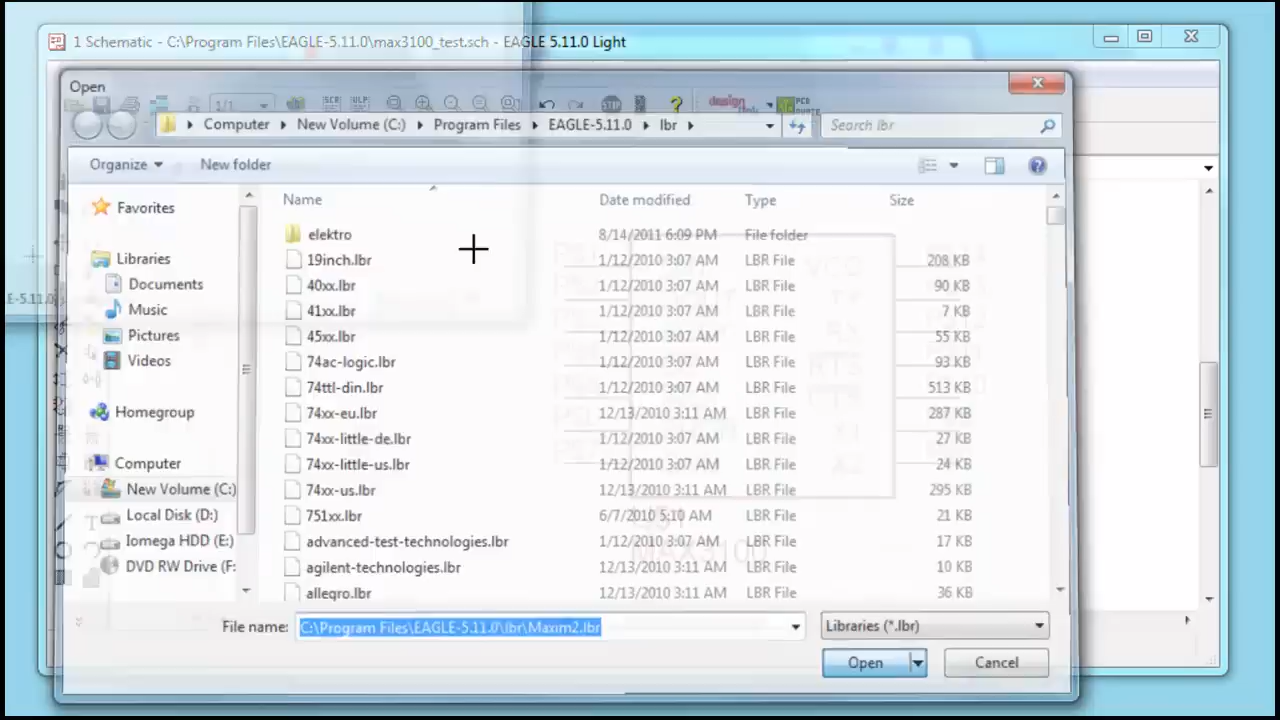 1 Schematic - C:\Program Files\EAGLE-5.11.0\max3100_test.sch - EAGLE 5.11.0 Light
Open
1/1
SCR
ULP
STOP
design
PCB
Computer New Volume (C:) Program Files EAGLE-5.11.0 lbr
Search lbr
Organize New folder
Name Date modified Type Size
Favorites
Libraries
Documents
Music
Pictures
Videos
Homegroup
Computer
New Volume (C:)
Local Disk (D:)
Iomega HDD (E:)
DVD RW Drive (F:
elektro 8/14/2011 6:09 PM File folder
19inch.lbr 1/12/2010 3:07 AM LBR File 208 KB
40xx.lbr 1/12/2010 3:07 AM LBR File 90 KB
41xx.lbr 1/12/2010 3:07 AM LBR File 7 KB
45xx.lbr 1/12/2010 3:07 AM LBR File 55 KB
74ac-logic.lbr 1/12/2010 3:07 AM LBR File 93 KB
74ttl-din.lbr 1/12/2010 3:07 AM LBR File 513 KB
74xx-eu.lbr 12/13/2010 3:11 AM LBR File 287 KB
74xx-little-de.lbr 1/12/2010 3:07 AM LBR File 27 KB
74xx-little-us.lbr 1/12/2010 3:07 AM LBR File 24 KB
74xx-us.lbr 12/13/2010 3:11 AM LBR File 295 KB
751xx.lbr 6/7/2010 5:10 AM LBR File 21 KB
advanced-test-technologies.lbr 1/12/2010 3:07 AM LBR File 17 KB
agilent-technologies.lbr 12/13/2010 3:11 AM LBR File 10 KB
allegro.lbr 12/13/2010 3:11 AM LBR File 36 KB
VCC
TX
RX
RTS
MAX3100
File name: C:\Program Files\EAGLE-5.11.0\lbr\Maxim2.lbr
Libraries (*.lbr)
Open Cancel